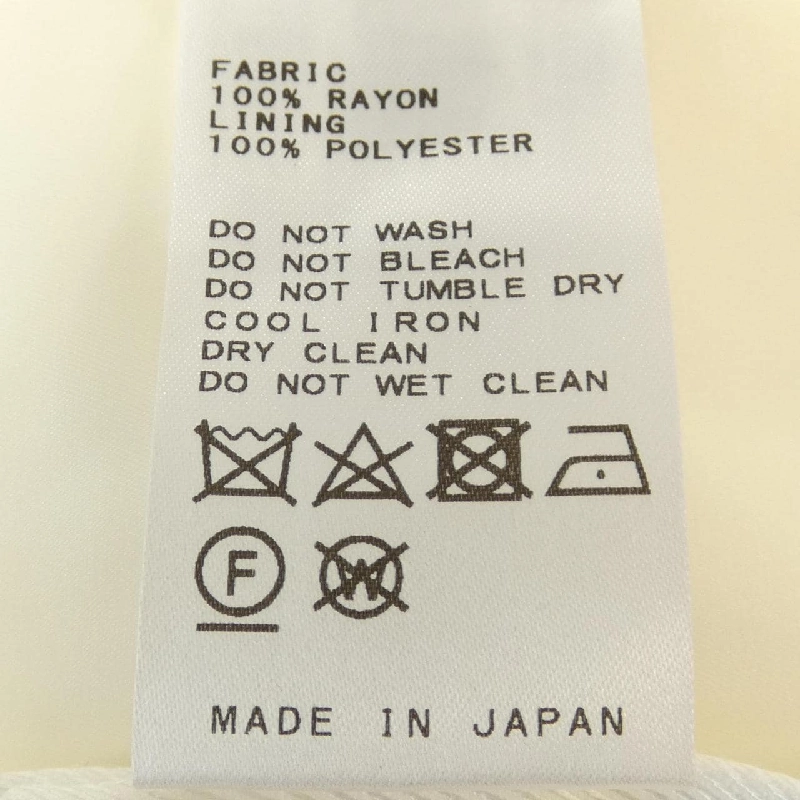 FABRIC
100% RAYON
LINING
100% POLYESTER
DO NOT WASH
DO NOT BLEACH
DO NOT TUMBLE DRY
COOL IRON
DRY CLEAN
DO NOT WET CLEAN
F W
MADE IN JAPAN